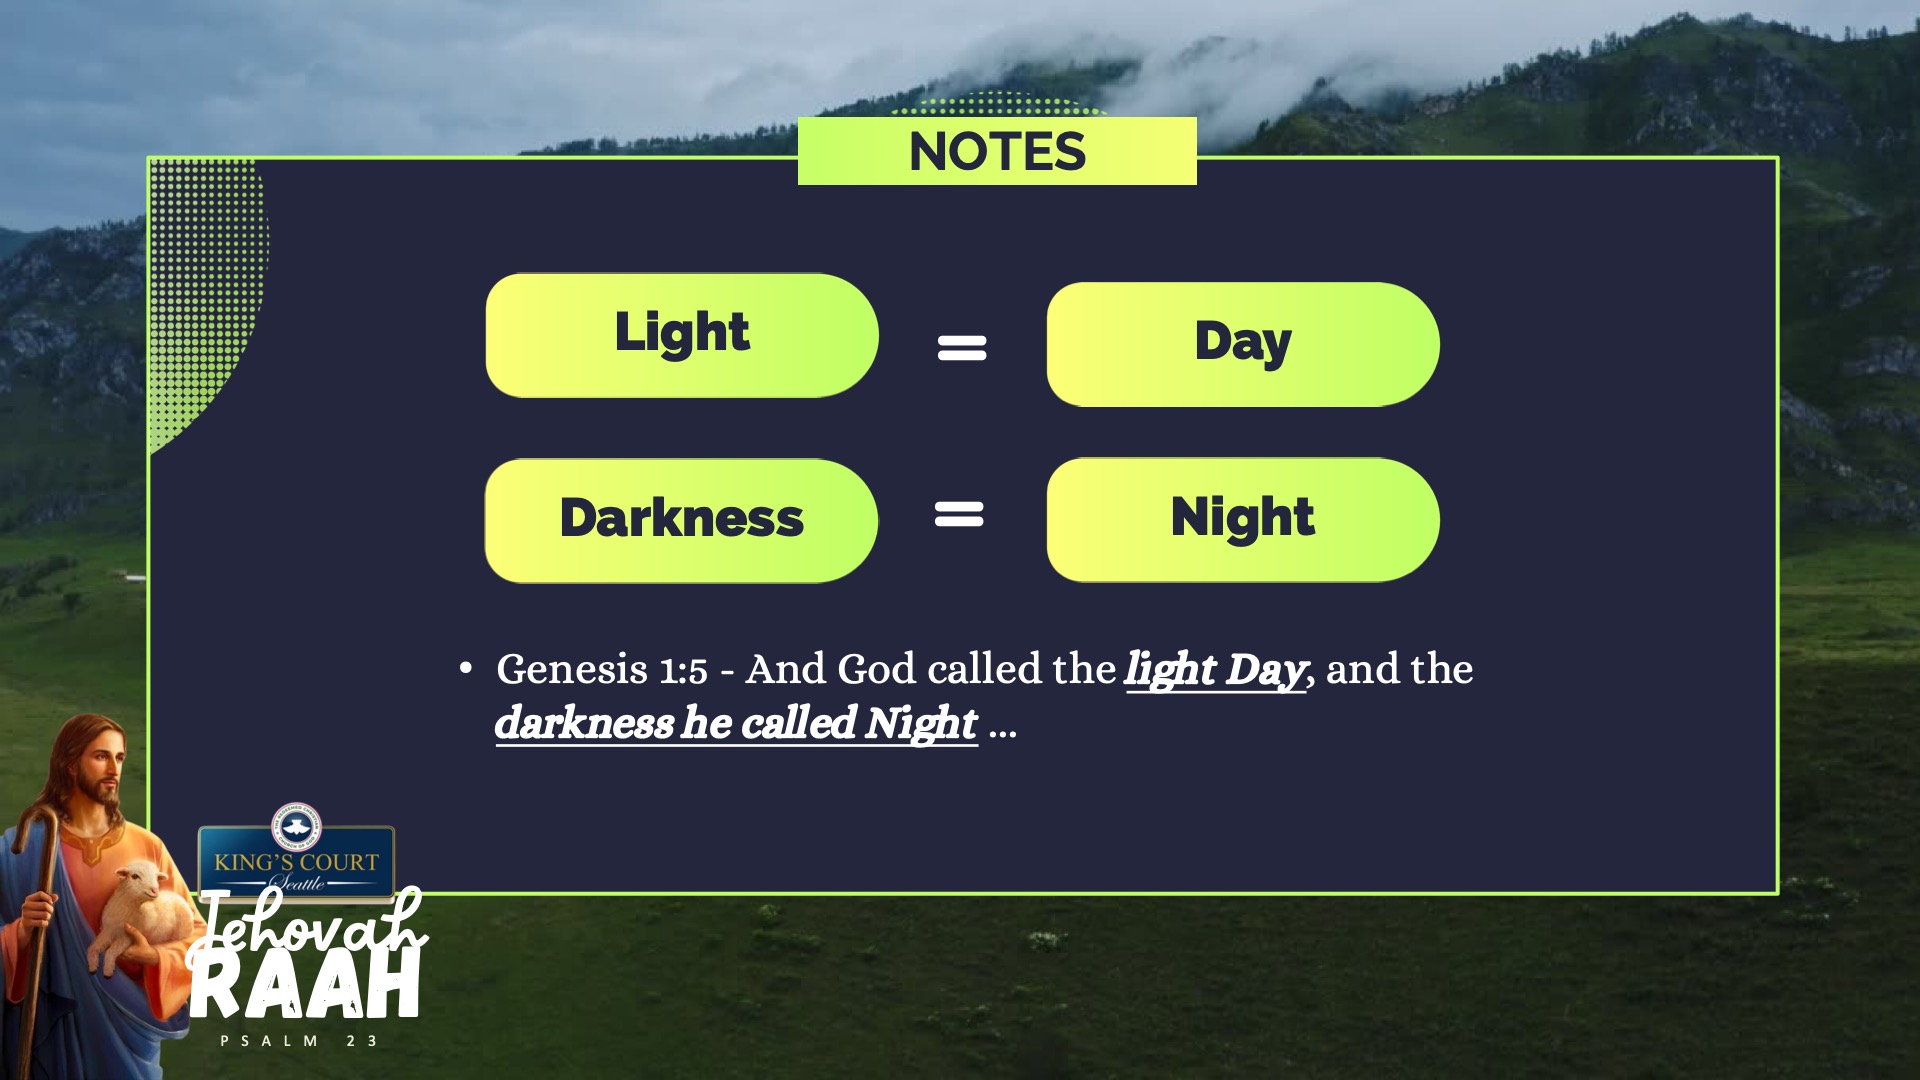 NOTES
Light = Day
Darkness = Night
• Genesis 1:5 - And God called the light Day, and the
darkness he called Night ...
KING'S COURT
Seattle
Jehovah
RAAH
PSALM 23